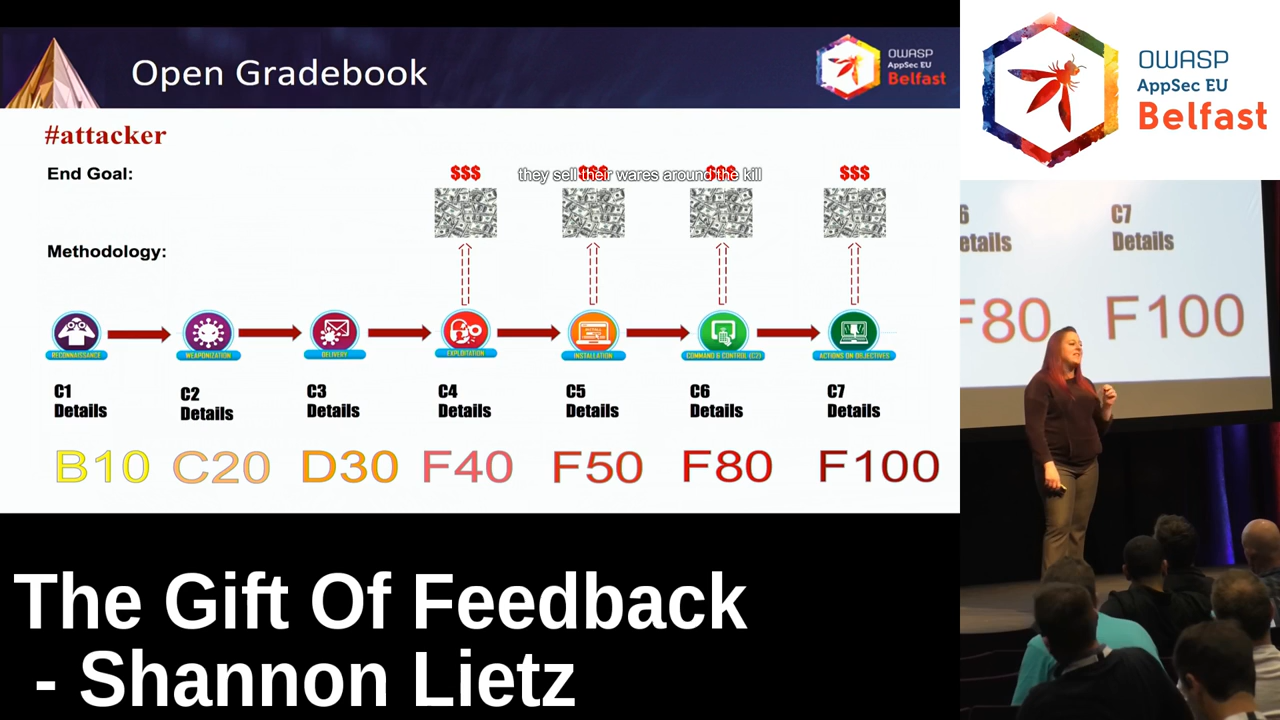 Open Gradebook
OWASP
AppSec EU
Belfast
#attacker
End Goal:
$$$ $$$ $$$ $$$
they sell their wares around the kill
Methodology:
RECONNAISSANCE WEAPONIZATION DELIVERY EXPLOITATION INSTALLATION COMMAND & CONTROL (C2) ACTIONS ON OBJECTIVES
C1 C2 C3 C4 C5 C6 C7
Details Details Details Details Details Details Details
B10 C20 D30 F40 F50 F80 F100
The Gift Of Feedback
- Shannon Lietz
OWASP
AppSec EU
Belfast
6 C7
etails Details
F80 F100